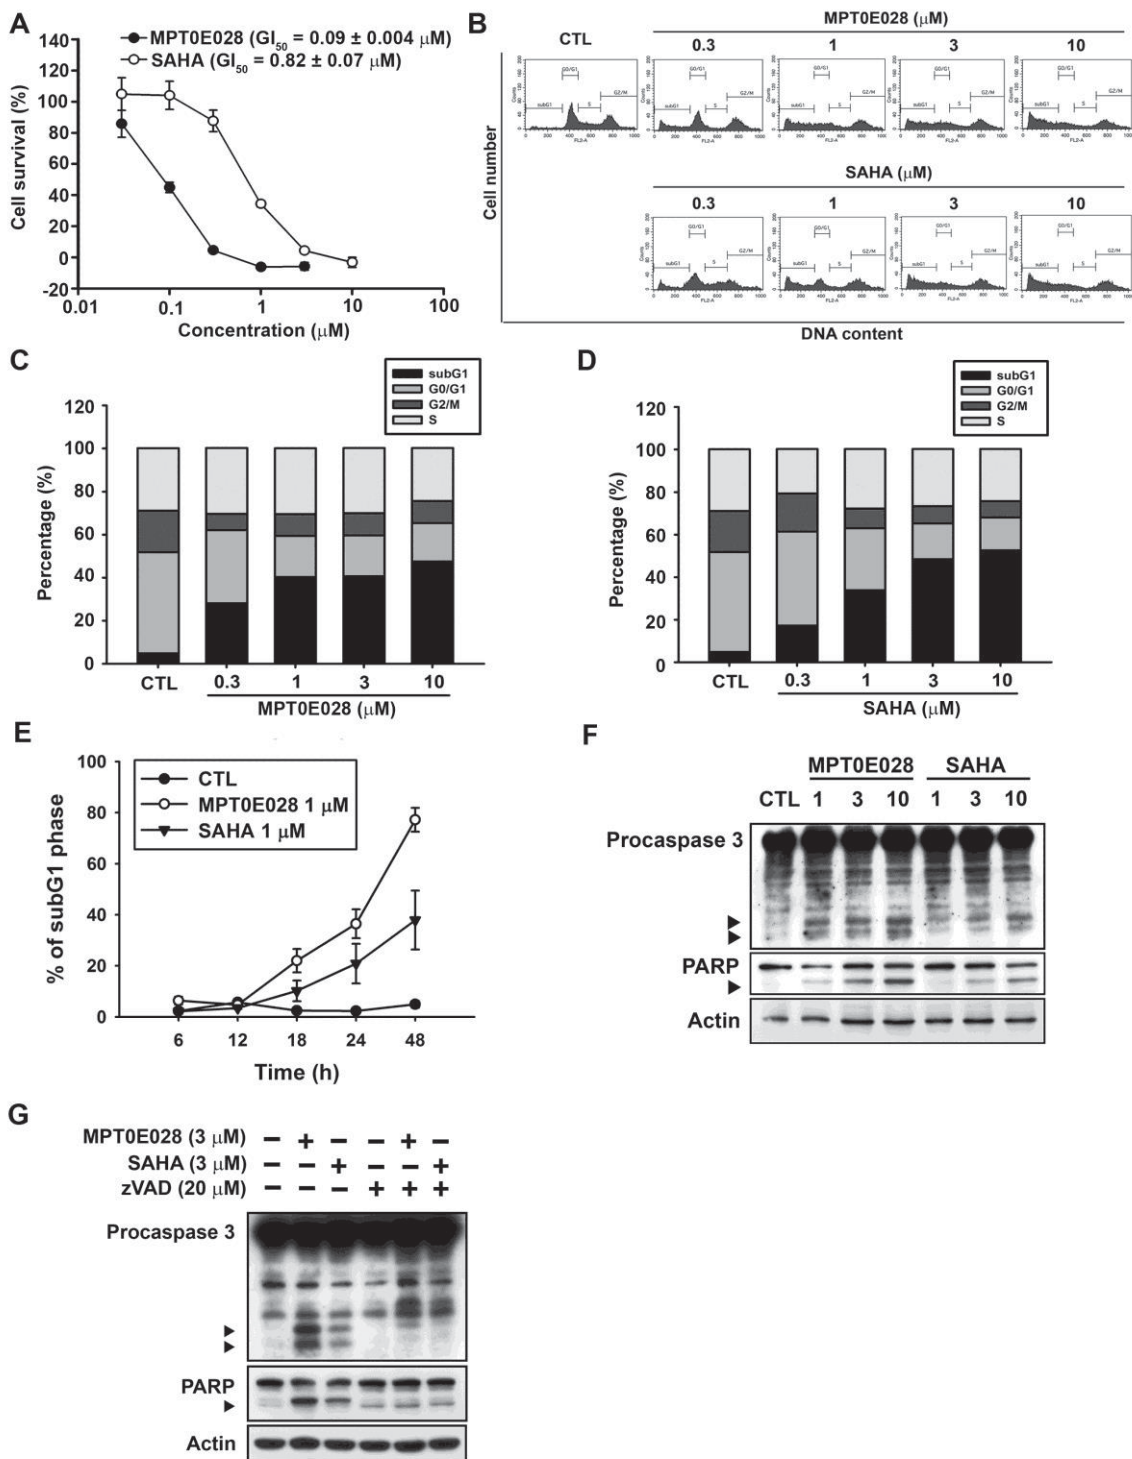 A
MPT0E028 (GI50 = 0.09 ± 0.004 μM)
SAHA (GI50 = 0.82 ± 0.07 μM)
Cell survival (%)
140
120
100
80
60
40
20
0
-20
0.01 0.1 1 10 100
Concentration (μM)
B
MPT0E028 (μM)
CTL 0.3 1 3 10
SAHA (μM)
0.3 1 3 10
Cell number
DNA content
subG1 G0/G1 S G2/M
Counts
FL2-A
C
subG1
G0/G1
G2/M
S
Percentage (%)
120
100
80
60
40
20
0
CTL 0.3 1 3 10
MPT0E028 (μM)
D
subG1
G0/G1
G2/M
S
Percentage (%)
120
100
80
60
40
20
0
CTL 0.3 1 3 10
SAHA (μM)
E
CTL
MPT0E028 1 μM
SAHA 1 μM
% of subG1 phase
100
80
60
40
20
0
6 12 18 24 48
Time (h)
F
MPT0E028 SAHA
CTL 1 3 10 1 3 10
Procaspase 3
PARP
Actin
G
MPT0E028 (3 μM) − + − − + −
SAHA (3 μM) − − + − − +
zVAD (20 μM) − − − + + +
Procaspase 3
PARP
Actin